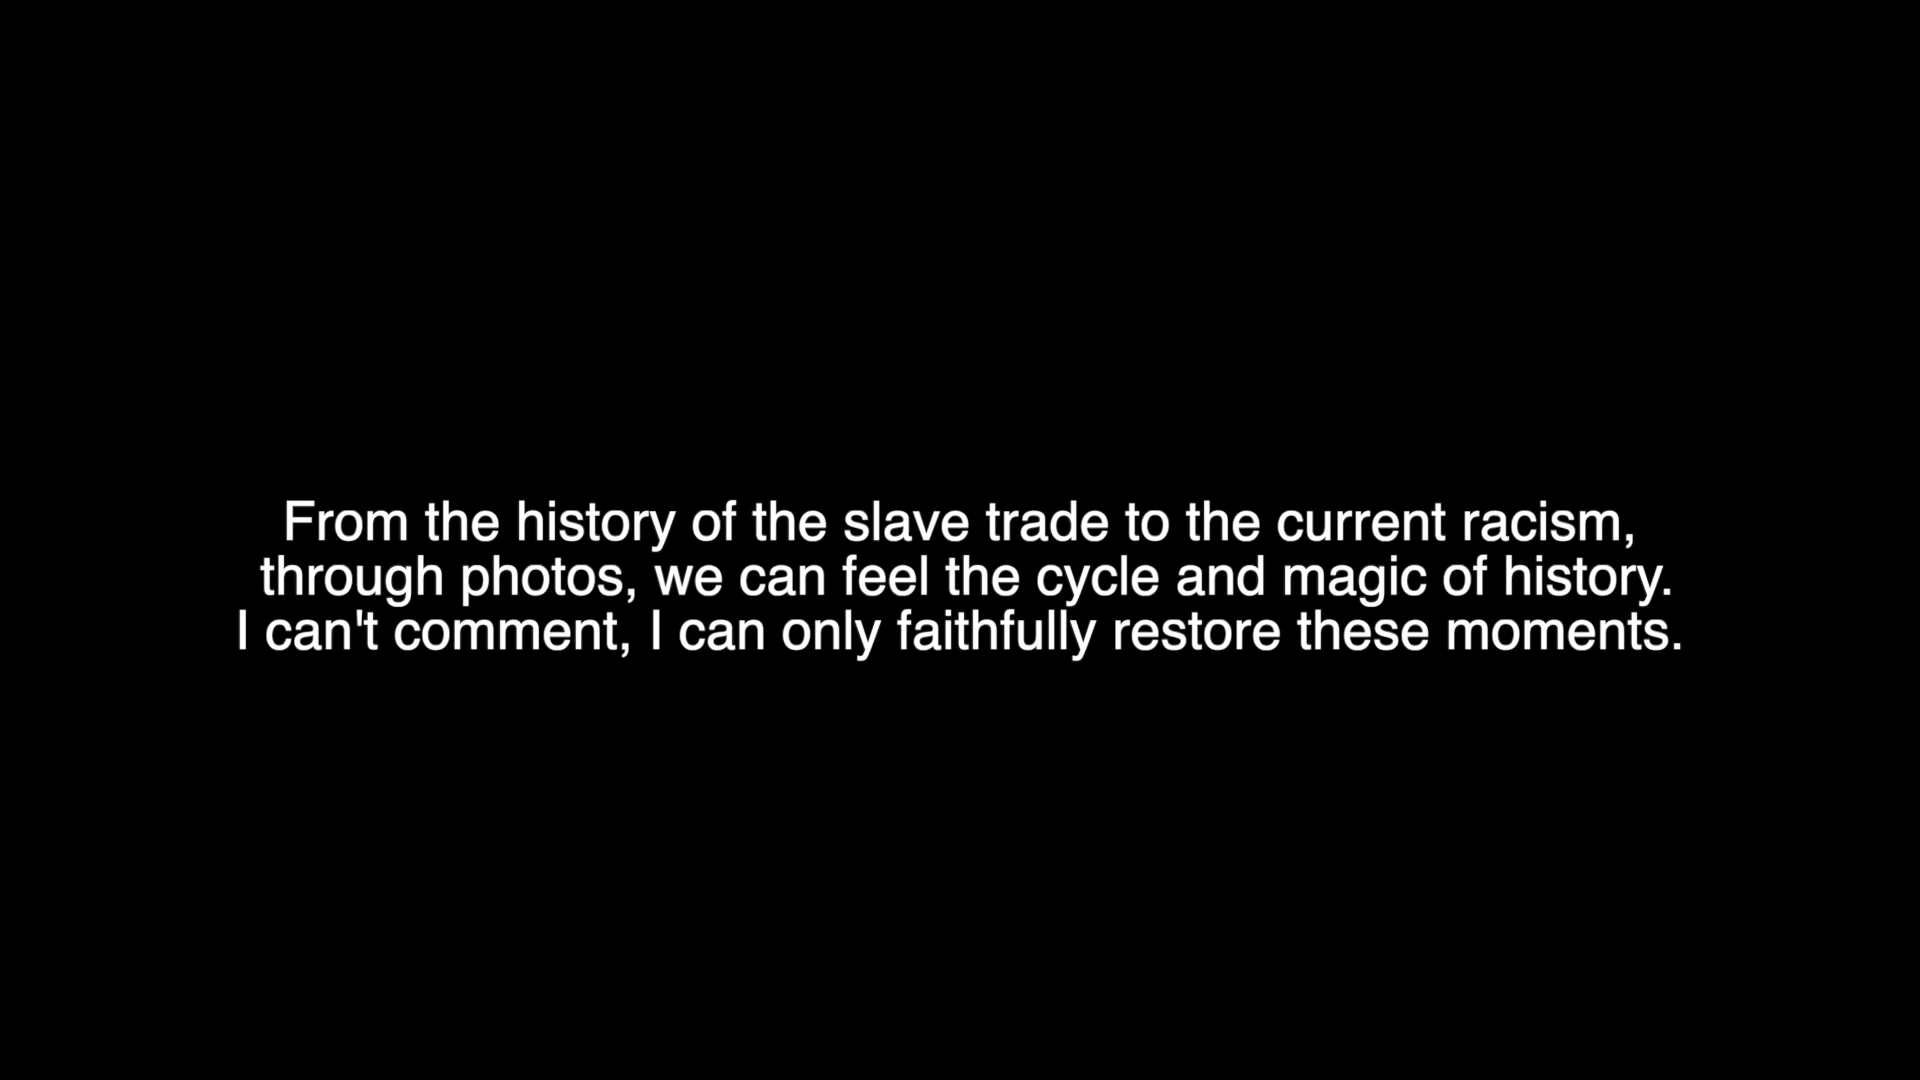 From the history of the slave trade to the current racism,
through photos, we can feel the cycle and magic of history.
I can't comment, I can only faithfully restore these moments.